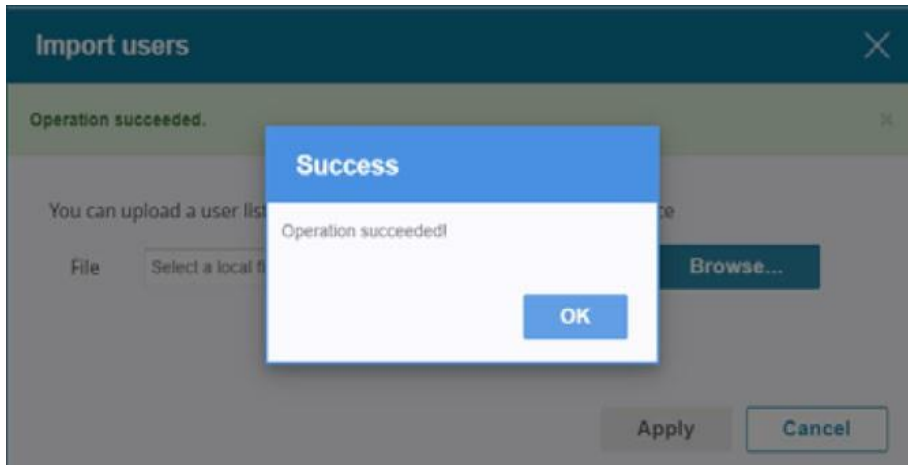 Import users
Operation succeeded.
Success
You can upload a user list
Operation succeeded!
File
Select a local
Browse...
OK
Apply
Cancel